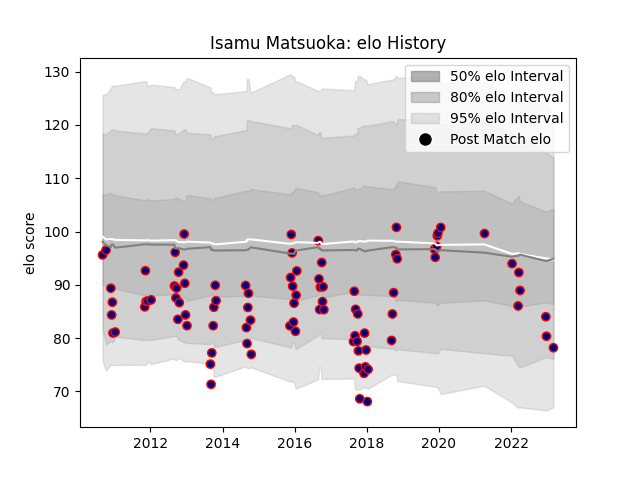 Isamu Matsuoka: elo History
130
120
110
100
90
80
70
elo score
50% elo Interval
80% elo Interval
95% elo Interval
Post Match elo
2012 2014 2016 2018 2020 2022